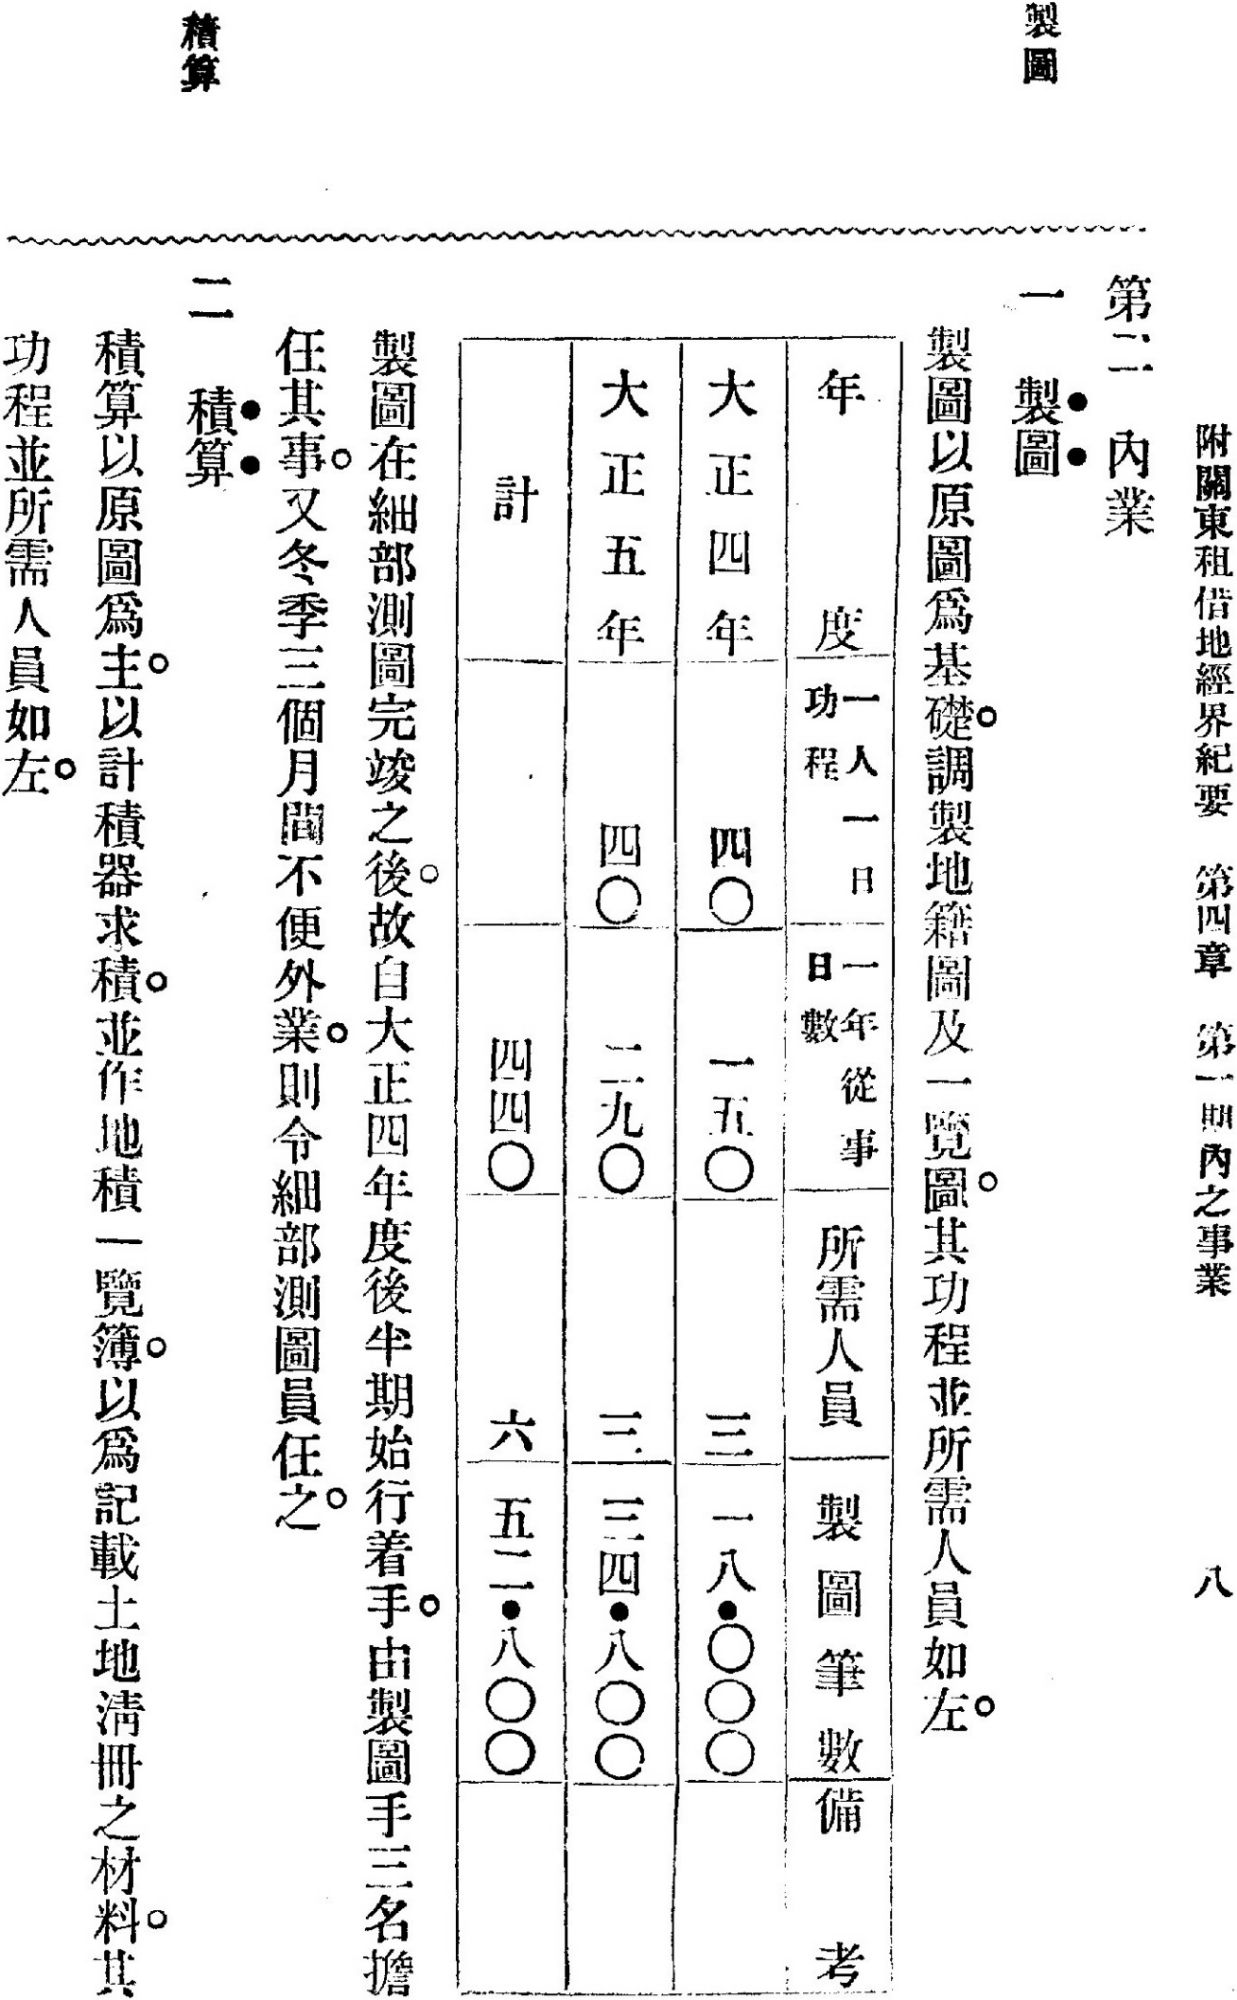 附關東租借地經界紀要　第四章　第一期內之事業　八
製圖
第二　內業
一　製圖
製圖以原圖爲基礎。調製地籍圖及一覽圖。其功程並所需人員如左。
年度　一人一日功程　一年從事日數　所需人員　製圖筆數　備考
大正四年　四〇　一五〇　三　一八•〇〇〇
大正五年　四〇　二九〇　三　三四•八〇〇
計　四四〇　六　五二•八〇〇
製圖在細部測圖完竣之後。故自大正四年度後半期始行着手。由製圖手三名擔
任其事。又冬季三個月間不便外業。則令細部測圖員任之。
積算
二　積算
積算以原圖爲主。以計積器求積。並作地積一覽簿。以爲記載土地淸冊之材料。其
功程並所需人員如左。